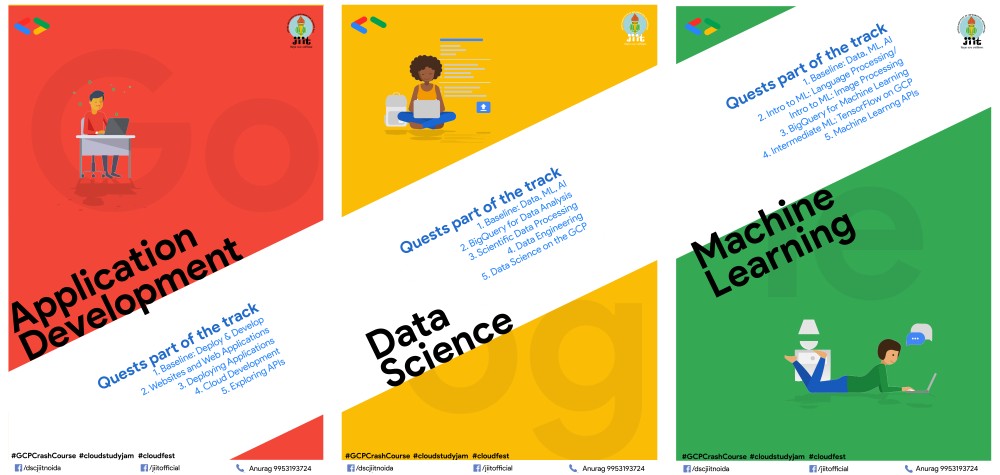 Go
jiit
Application
Development
Quests part of the track
1. Baseline: Deploy & Develop
2. Websites and Web Applications
3. Deploying Applications
4. Cloud Development
5. Exploring APIs
#GCPCrashCourse #cloudstudyjam #cloudfest
/dscjiitnoida
/jiitofficial
Anurag 9953193724
jiit
Quests part of the track
1. Baseline: Data, ML, AI
2. BigQuery for Data Analysis
3. Scientific Data Processing
4. Data Engineering
5. Data Science on the GCP
Data
Science
og
#GCPCrashCourse #cloudstudyjam #cloudfest
/dscjiitnoida
/jiitofficial
Anurag 9953193724
jiit
Quests part of the track
1. Baseline: Data, ML, AI
2. Intro to ML: Language Processing/
Intro to ML: Image Processing
3. BigQuery for Machine Learning
4. Intermediate ML: TensorFlow on GCP
5. Machine Learnng APIs
Machine
Learning
le
#GCPCrashCourse #cloudstudyjam #cloudfest
/dscjiitnoida
/jiitofficial
Anurag 9953193724